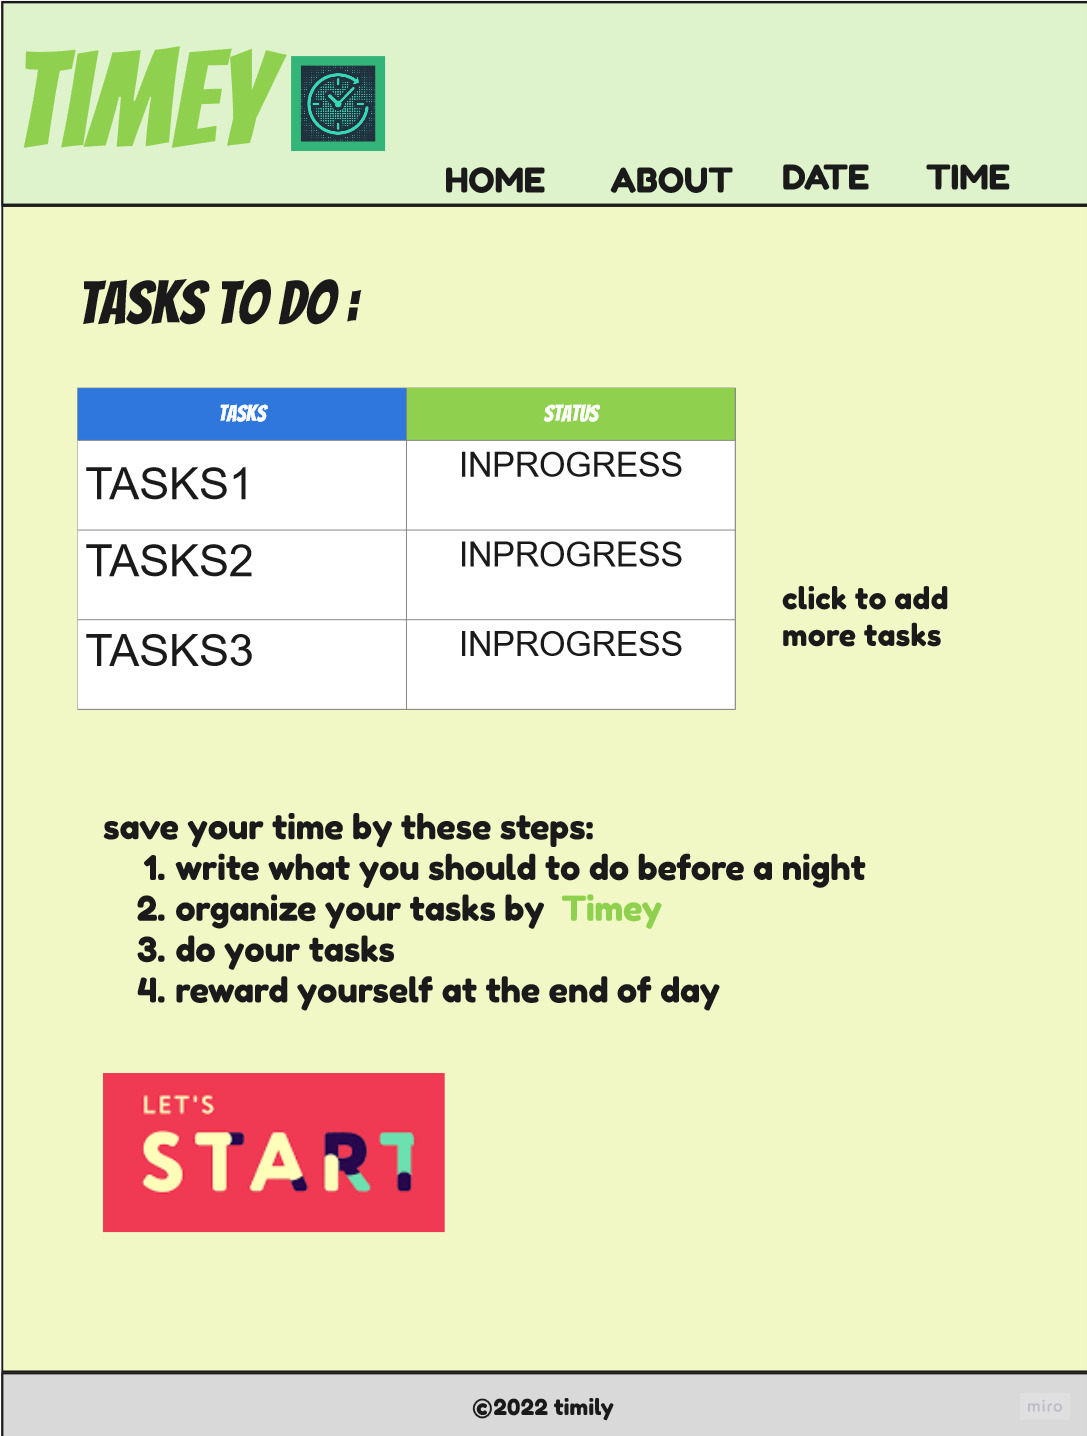 TIMEY
HOME ABOUT DATE TIME
TASKS TO DO :
TASKS STATUS
TASKS1 INPROGRESS
TASKS2 INPROGRESS
TASKS3 INPROGRESS
click to add
more tasks
save your time by these steps:
1. write what you should to do before a night
2. organize your tasks by Timey
3. do your tasks
4. reward yourself at the end of day
LET'S
START
©2022 timily
miro